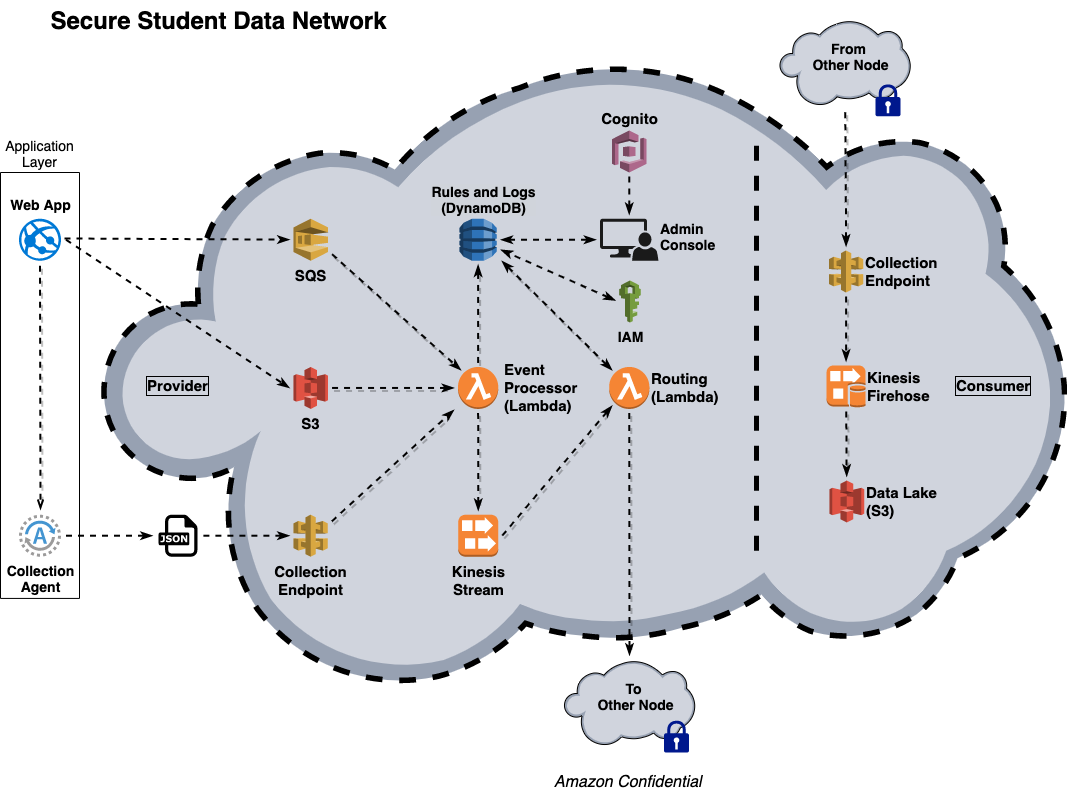 Secure Student Data Network
From
Other Node
Application
Layer
Web App
Cognito
Rules and Logs
(DynamoDB)
Admin
Console
SQS
Collection
Endpoint
IAM
Provider
S3
Event
Processor
(Lambda)
Routing
(Lambda)
Kinesis
Firehose
Consumer
Data Lake
(S3)
A
JSON
Collection
Agent
Collection
Endpoint
Kinesis
Stream
To
Other Node
Amazon Confidential